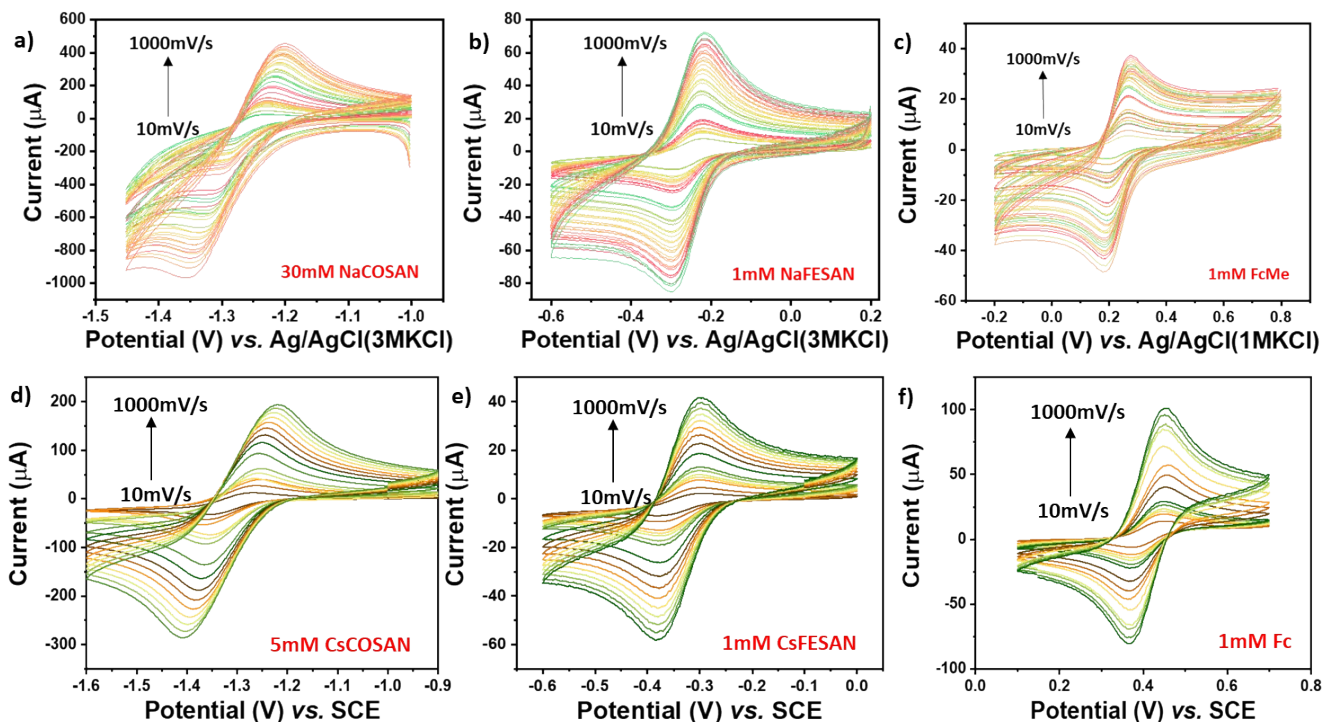 a)
1000mV/s
10mV/s
30mM NaCOSAN
Current (μA)
600
400
200
0
-200
-400
-600
-800
-1000
-1.5
-1.4
-1.3
-1.2
-1.1
-1.0
Potential (V) vs. Ag/AgCl(3MKCl)
b)
1000mV/s
10mV/s
1mM NaFESAN
Current (μA)
80
60
40
20
0
-20
-40
-60
80
-0.6
-0.4
-0.2
0.0
0.2
Potential (V) vs. Ag/AgCl(3MKCl)
c)
1000mV/s
10mV/s
1mM FcMe
Current (μA)
60
40
20
0
-20
-40
-60
-0.2
0.0
0.2
0.4
0.6
0.8
Potential (V) vs. Ag/AgCl(1MKCl)
d)
1000mV/s
10mV/s
5mM CsCOSAN
Current (μA)
200
100
0
-100
-200
-300
-1.6
-1.5
-1.4
-1.3
-1.2
-1.1
-1.0
-0.9
Potential (V) vs. SCE
e)
1000mV/s
10mV/s
1mM CsFESAN
Current (μA)
40
20
0
-20
-40
-60
-0.6
-0.5
-0.4
-0.3
-0.2
-0.1
0.0
Potential (V) vs. SCE
f)
1000mV/s
10mV/s
1mM Fc
Current (μA)
100
50
0
-50
-100
0.0
0.2
0.4
0.6
0.8
Potential (V) vs. SCE